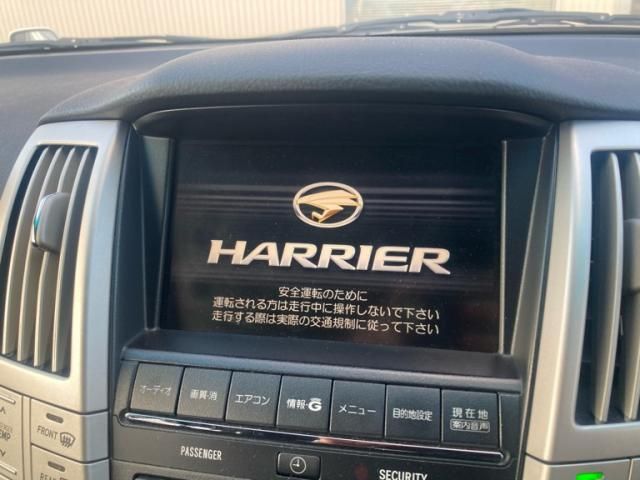 HARRIER
安全運転のために
運転される方は走行中に操作しないで下さい
走行する際は実際の交通規制に従って下さい
オーディオ
画質・消
エアコン
情報・G
メニュー
目的地設定
現在地
案内音声
FRONT
PASSENGER
SECURITY